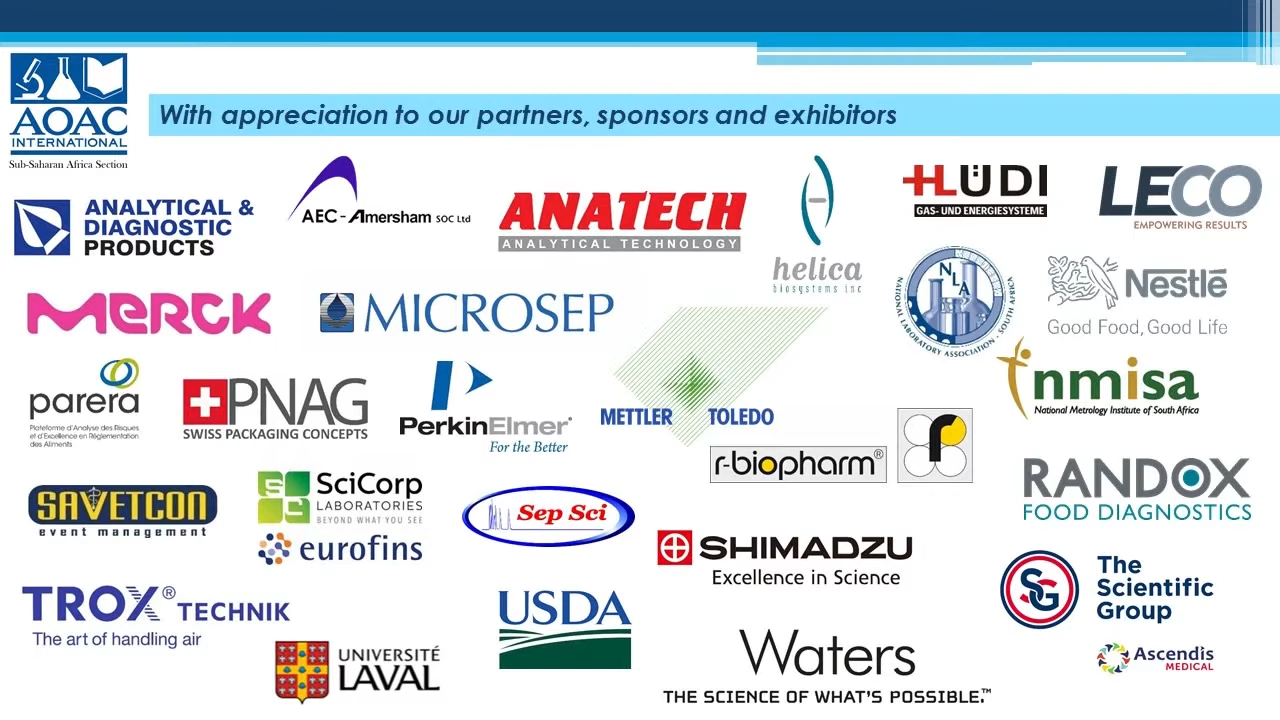 AOAC
INTERNATIONAL
Sub-Saharan Africa Section
With appreciation to our partners, sponsors and exhibitors
ANALYTICAL &
DIAGNOSTIC
PRODUCTS
AEC-Amersham SOC Ltd
ANATECH
ANALYTICAL TECHNOLOGY
helica
biosystems inc
HLÜDI
GAS- UND ENERGIESYSTEME
LECO
EMPOWERING RESULTS
MERCK
MICROSEP
NLA
NATIONAL LABORATORY ASSOCIATION - SOUTH AFRICA
Nestlé
Good Food, Good Life
parera
Plateforme d'Analyse des Risques
et d'Excellence en Réglementation
des Aliments
PNAG
SWISS PACKAGING CONCEPTS
PerkinElmer
For the Better
METTLER TOLEDO
nmisa
National Metrology Institute of South Africa
r-biopharm®
r
SAVETCON
event management
SciCorp
LABORATORIES
BEYOND WHAT YOU SEE
eurofins
Sep Sci
RANDOX
FOOD DIAGNOSTICS
SHIMADZU
Excellence in Science
TROX® TECHNIK
The art of handling air
USDA
SG
The
Scientific
Group
UNIVERSITÉ
LAVAL
Waters
THE SCIENCE OF WHAT'S POSSIBLE.™
Ascendis
MEDICAL